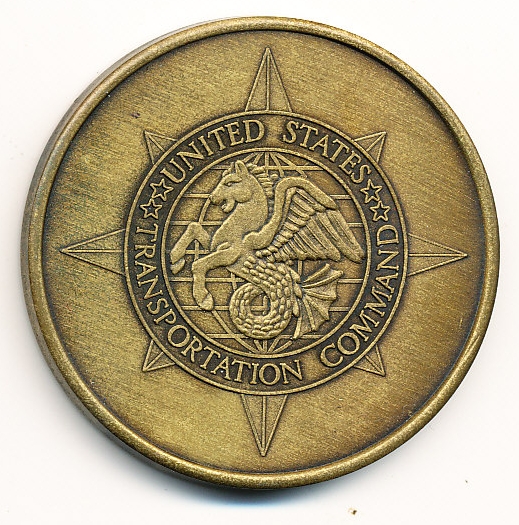 UNITED STATES
TRANSPORTATION COMMAND